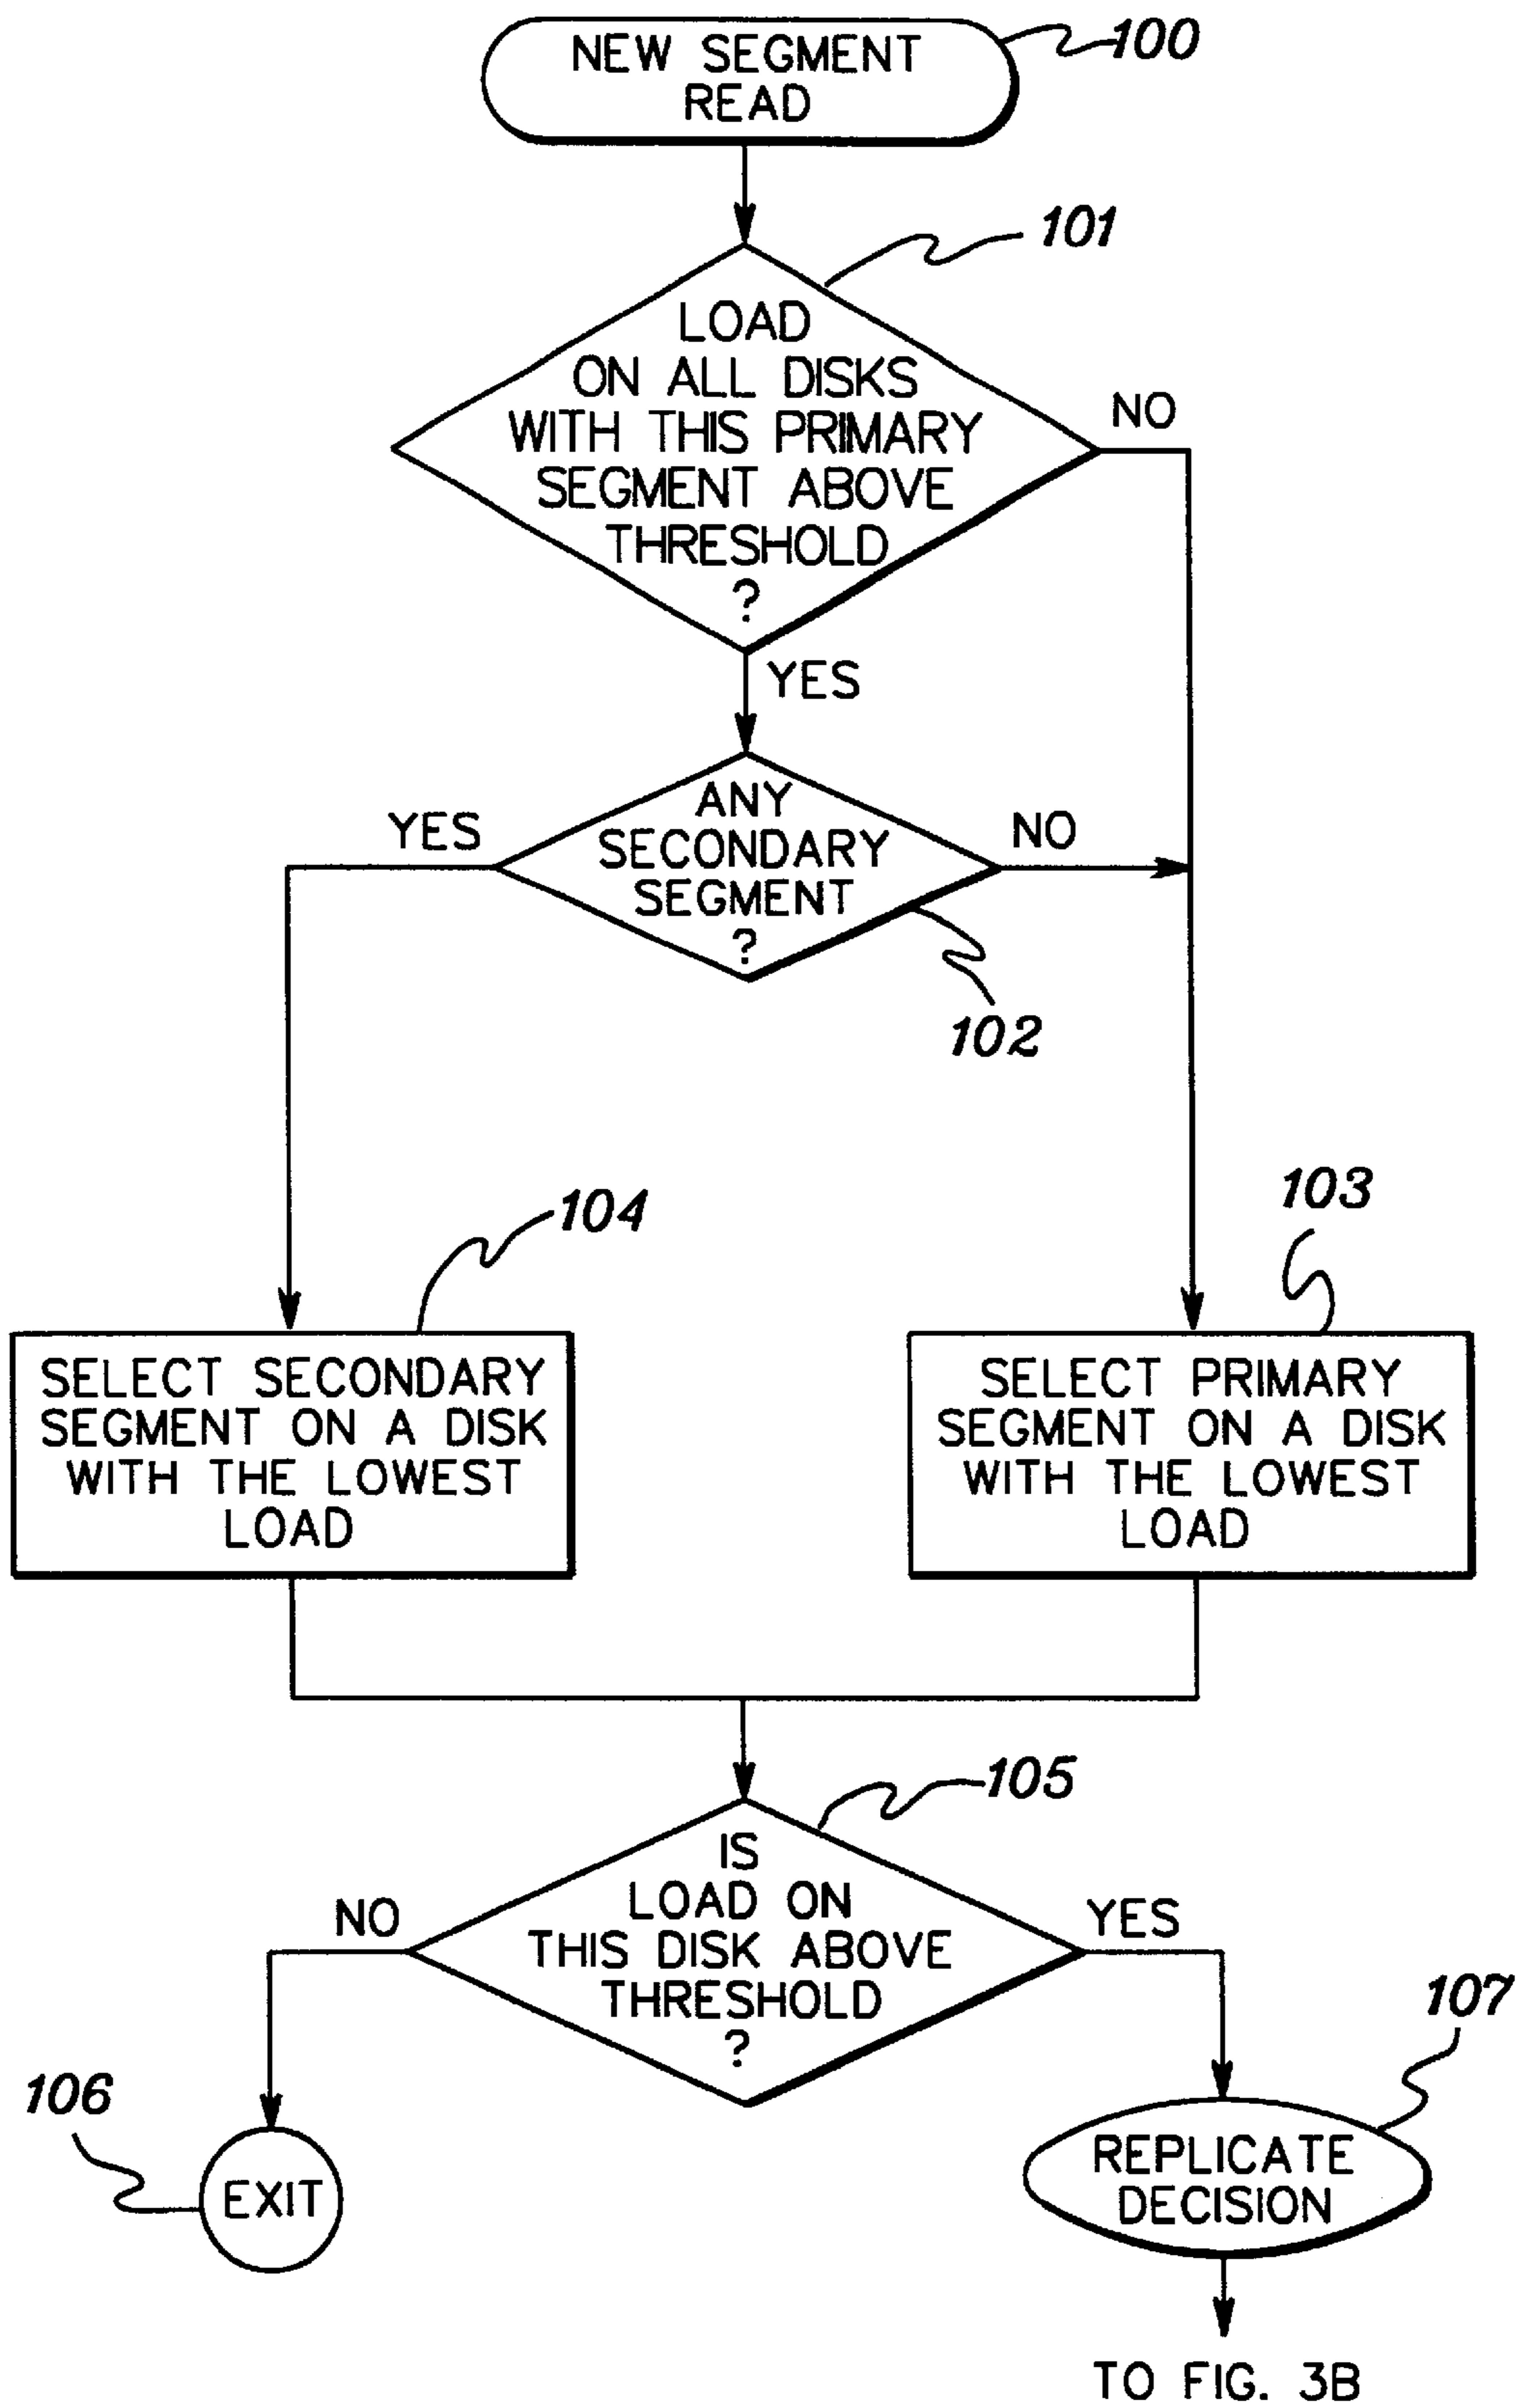 NEW SEGMENT
READ
100
101
LOAD
ON ALL DISKS
WITH THIS PRIMARY
SEGMENT ABOVE
THRESHOLD
?
NO
YES
ANY
SECONDARY
SEGMENT
?
YES
NO
102
104
103
SELECT SECONDARY
SEGMENT ON A DISK
WITH THE LOWEST
LOAD
SELECT PRIMARY
SEGMENT ON A DISK
WITH THE LOWEST
LOAD
105
IS
LOAD ON
THIS DISK ABOVE
THRESHOLD
?
NO
YES
106
EXIT
107
REPLICATE
DECISION
TO FIG. 3B